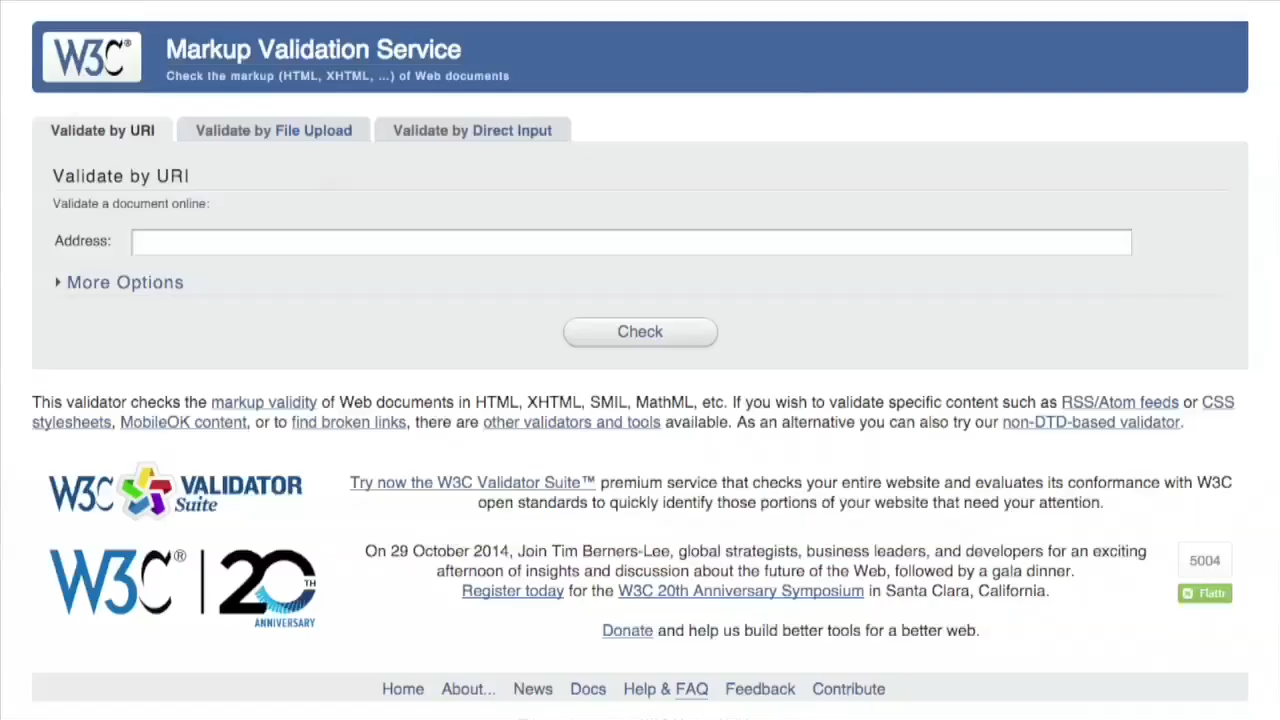 W3C® Markup Validation Service
Check the markup (HTML, XHTML, ...) of Web documents
Validate by URI Validate by File Upload Validate by Direct Input
Validate by URI
Validate a document online:
Address:
More Options
Check
This validator checks the markup validity of Web documents in HTML, XHTML, SMIL, MathML, etc. If you wish to validate specific content such as RSS/Atom feeds or CSS
stylesheets, MobileOK content, or to find broken links, there are other validators and tools available. As an alternative you can also try our non-DTD-based validator.
W3C VALIDATOR
Suite
Try now the W3C Validator Suite™ premium service that checks your entire website and evaluates its conformance with W3C
open standards to quickly identify those portions of your website that need your attention.
W3C® 20TH
ANNIVERSARY
On 29 October 2014, Join Tim Berners-Lee, global strategists, business leaders, and developers for an exciting
afternoon of insights and discussion about the future of the Web, followed by a gala dinner.
Register today for the W3C 20th Anniversary Symposium in Santa Clara, California.
5004
Flattr
Donate and help us build better tools for a better web.
Home About... News Docs Help & FAQ Feedback Contribute